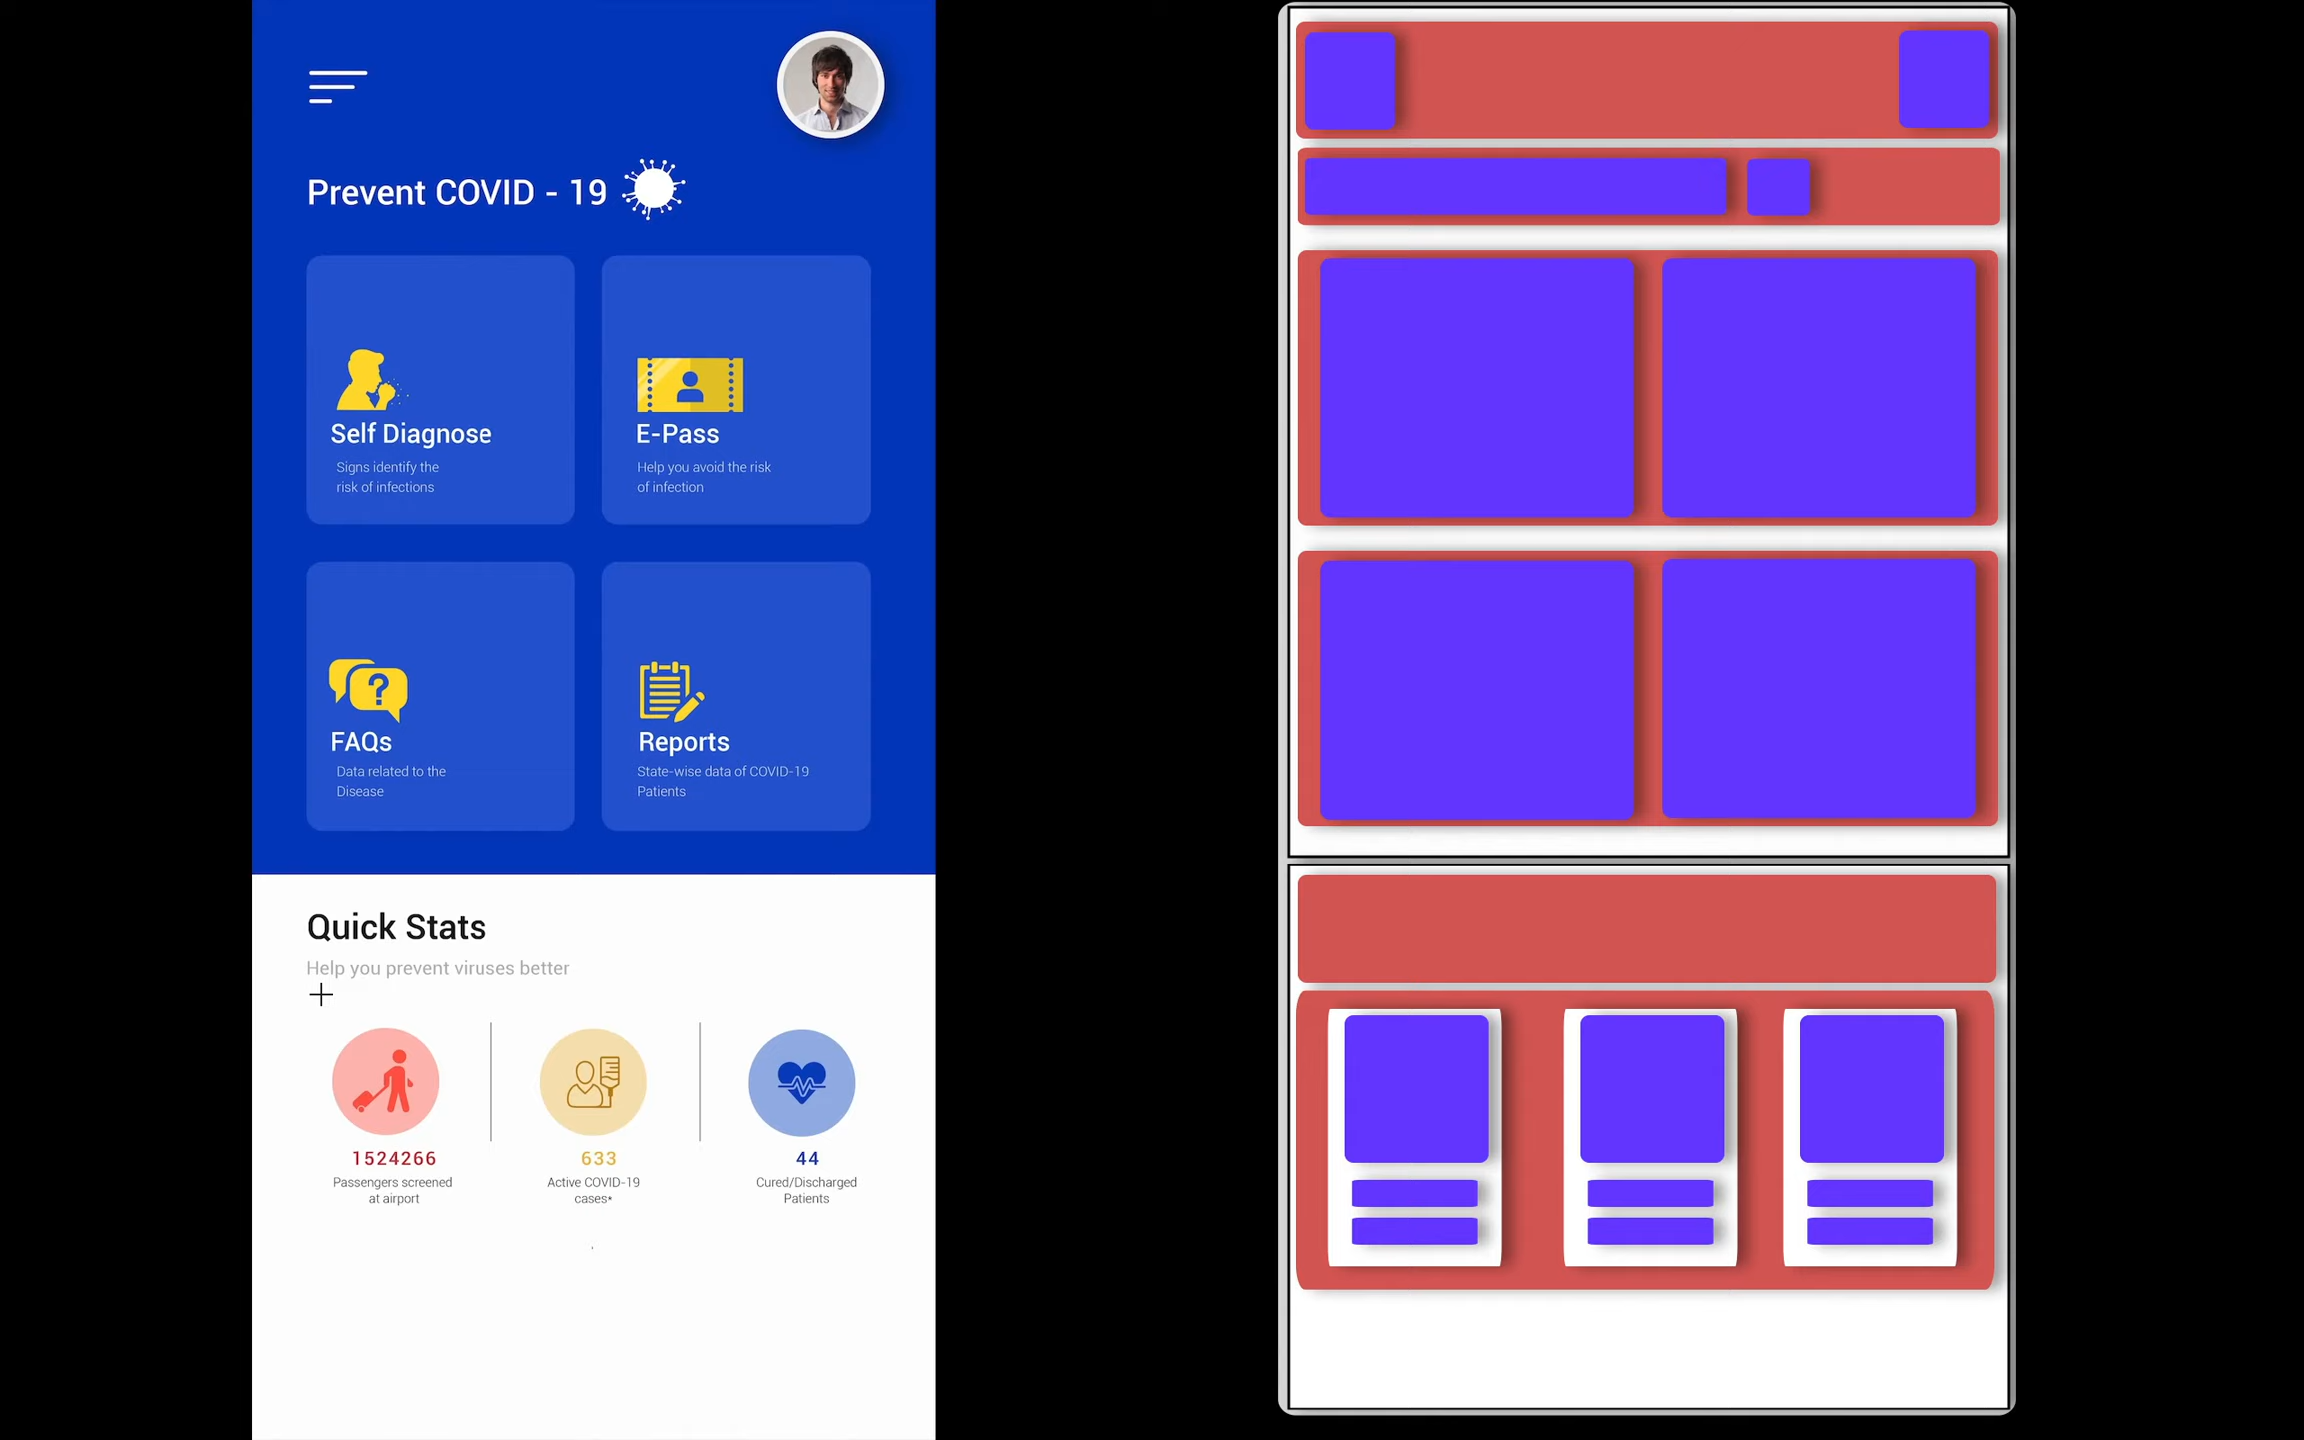 Prevent COVID - 19
Self Diagnose
Signs identify the
risk of infections
E-Pass
Help you avoid the risk
of infection
FAQs
Data related to the
Disease
Reports
State-wise data of COVID-19
Patients
Quick Stats
Help you prevent viruses better
1524266
Passengers screened
at airport
633
Active COVID-19
cases*
44
Cured/Discharged
Patients